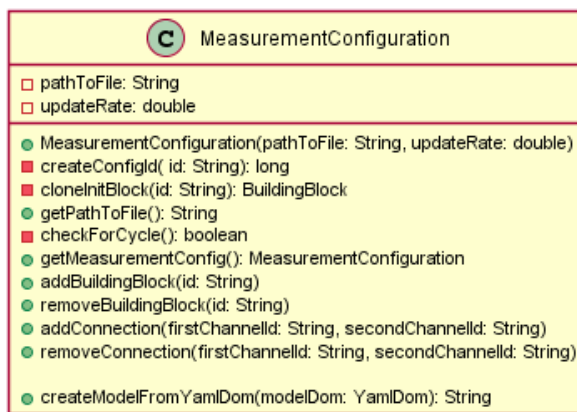 C MeasurementConfiguration
pathToFile: String
updateRate: double
MeasurementConfiguration(pathToFile: String, updateRate: double)
createConfigId( id: String): long
cloneInitBlock(id: String): BuildingBlock
getPathToFile(): String
checkForCycle(): boolean
getMeasurementConfig(): MeasurementConfiguration
addBuildingBlock(id: String)
removeBuildingBlock(id: String)
addConnection(firstChannelId: String, secondChannelId: String)
removeConnection(firstChannelId: String, secondChannelId: String)
createModelFromYamlDom(modelDom: YamlDom): String